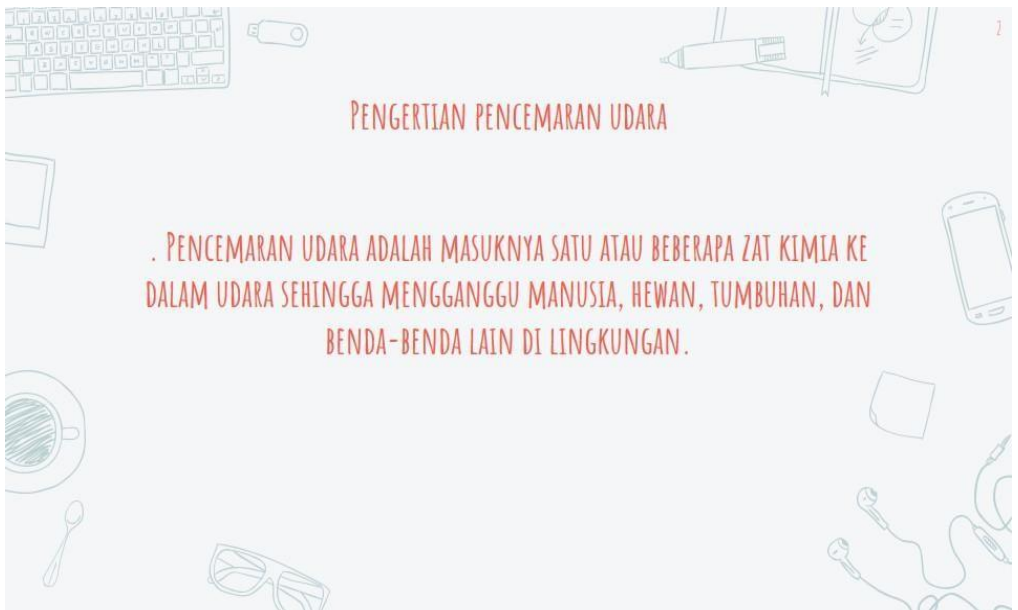 2
Pengertian pencemaran udara
. Pencemaran udara adalah masuknya satu atau beberapa zat kimia ke
dalam udara sehingga mengganggu manusia, hewan, tumbuhan, dan
benda-benda lain di lingkungan.